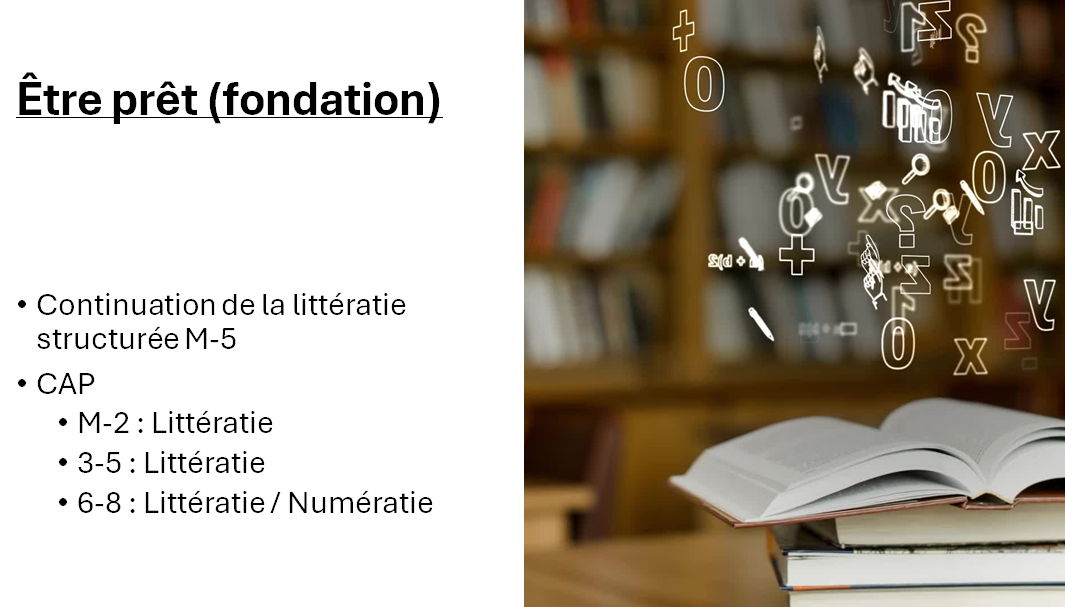 Être prêt (fondation)
• Continuation de la littératie
structurée M-5
• CAP
• M-2 : Littératie
• 3-5 : Littératie
• 6-8 : Littératie / Numératie